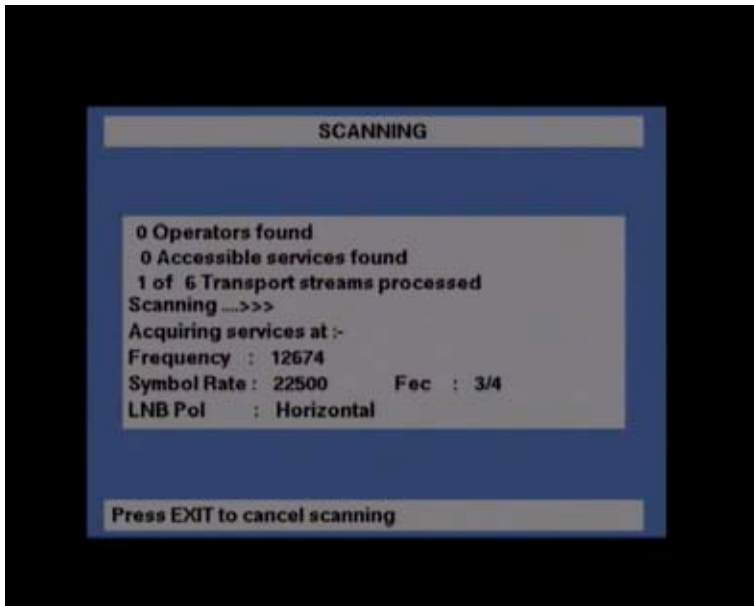 SCANNING
0 Operators found
0 Accessible services found
1 of 6 Transport streams processed
Scanning ....>>>
Acquiring services at :-
Frequency : 12674
Symbol Rate : 22500 Fec : 3/4
LNB Pol : Horizontal
Press EXIT to cancel scanning